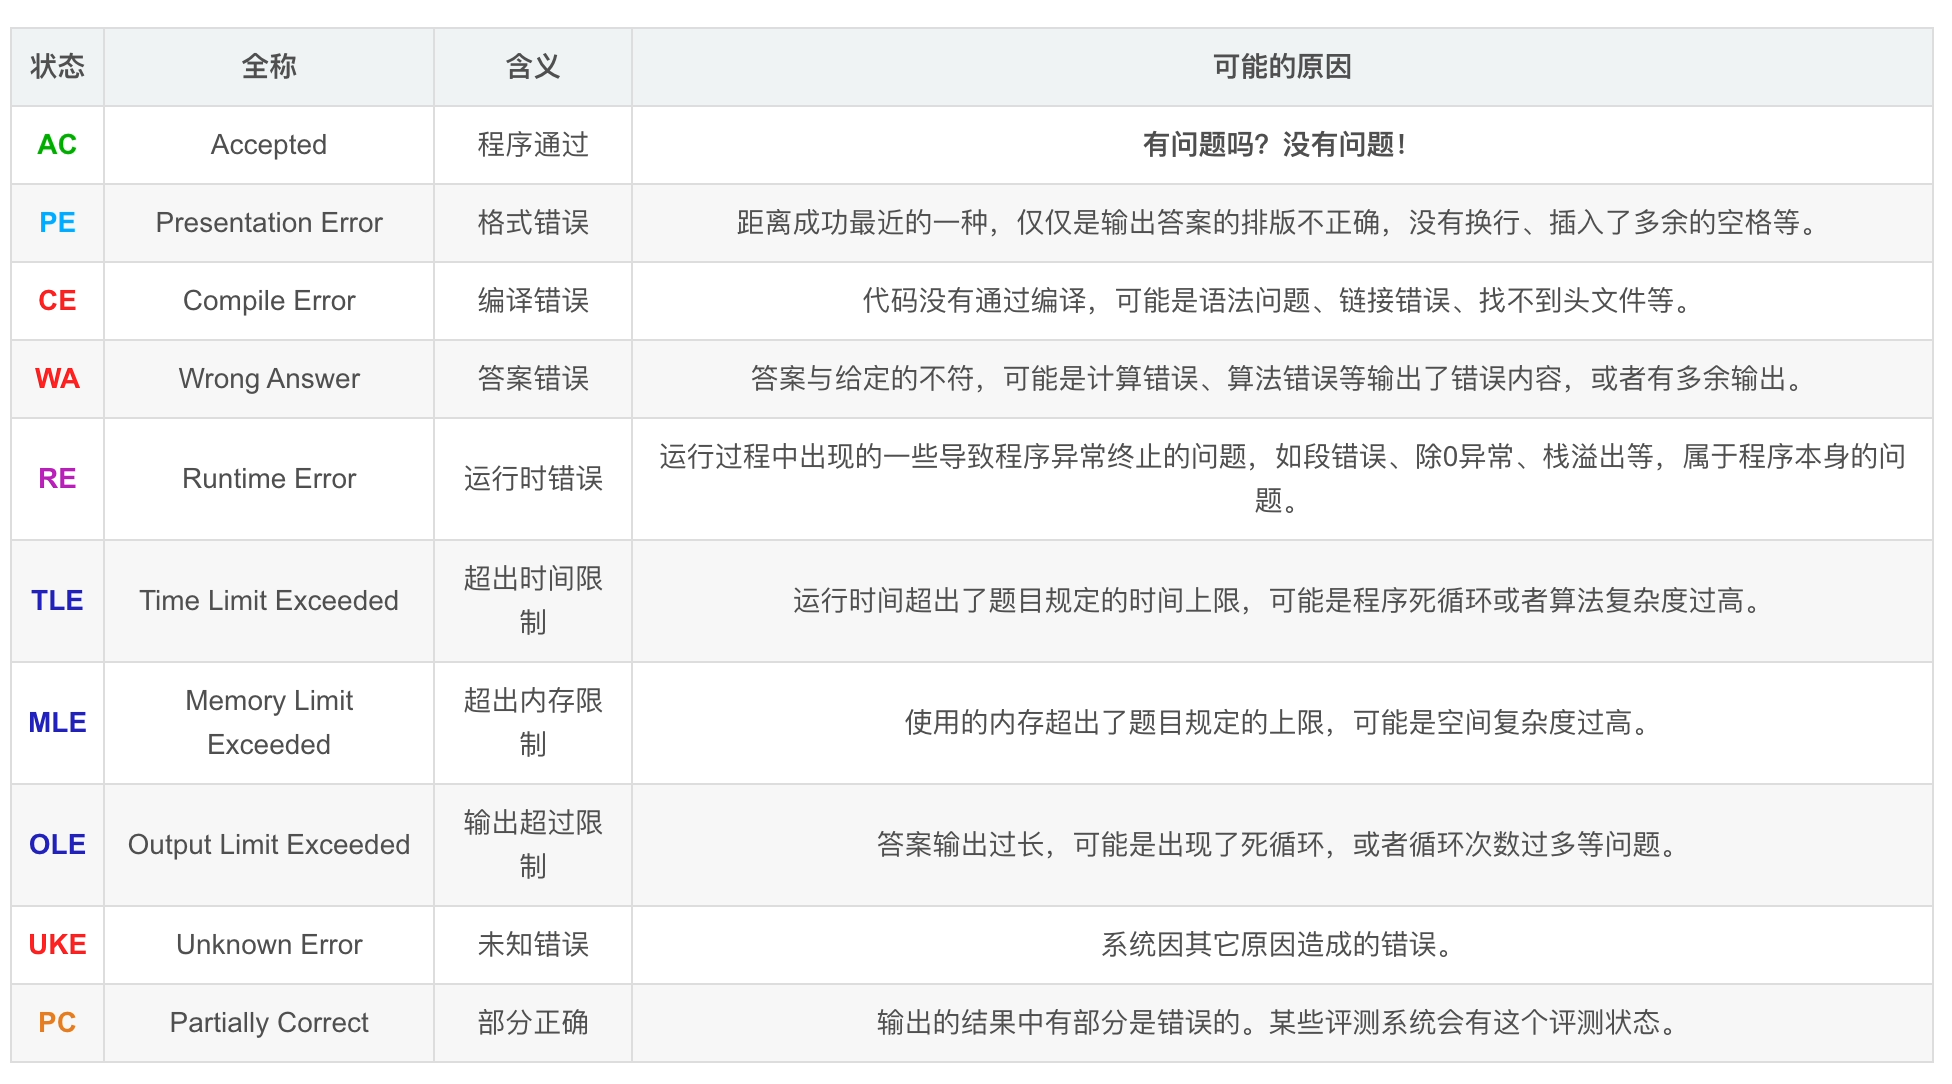 状态 全称 含义 可能的原因
AC Accepted 程序通过 有问题吗？没有问题！
PE Presentation Error 格式错误 距离成功最近的一种，仅仅是输出答案的排版不正确，没有换行、插入了多余的空格等。
CE Compile Error 编译错误 代码没有通过编译，可能是语法问题、链接错误、找不到头文件等。
WA Wrong Answer 答案错误 答案与给定的不符，可能是计算错误、算法错误等输出了错误内容，或者有多余输出。
RE Runtime Error 运行时错误 运行过程中出现的一些导致程序异常终止的问题，如段错误、除0异常、栈溢出等，属于程序本身的问
题。
TLE Time Limit Exceeded 超出时间限
制 运行时间超出了题目规定的时间上限，可能是程序死循环或者算法复杂度过高。
MLE Memory Limit
Exceeded 超出内存限
制 使用的内存超出了题目规定的上限，可能是空间复杂度过高。
OLE Output Limit Exceeded 输出超过限
制 答案输出过长，可能是出现了死循环，或者循环次数过多等问题。
UKE Unknown Error 未知错误 系统因其它原因造成的错误。
PC Partially Correct 部分正确 输出的结果中有部分是错误的。某些评测系统会有这个评测状态。